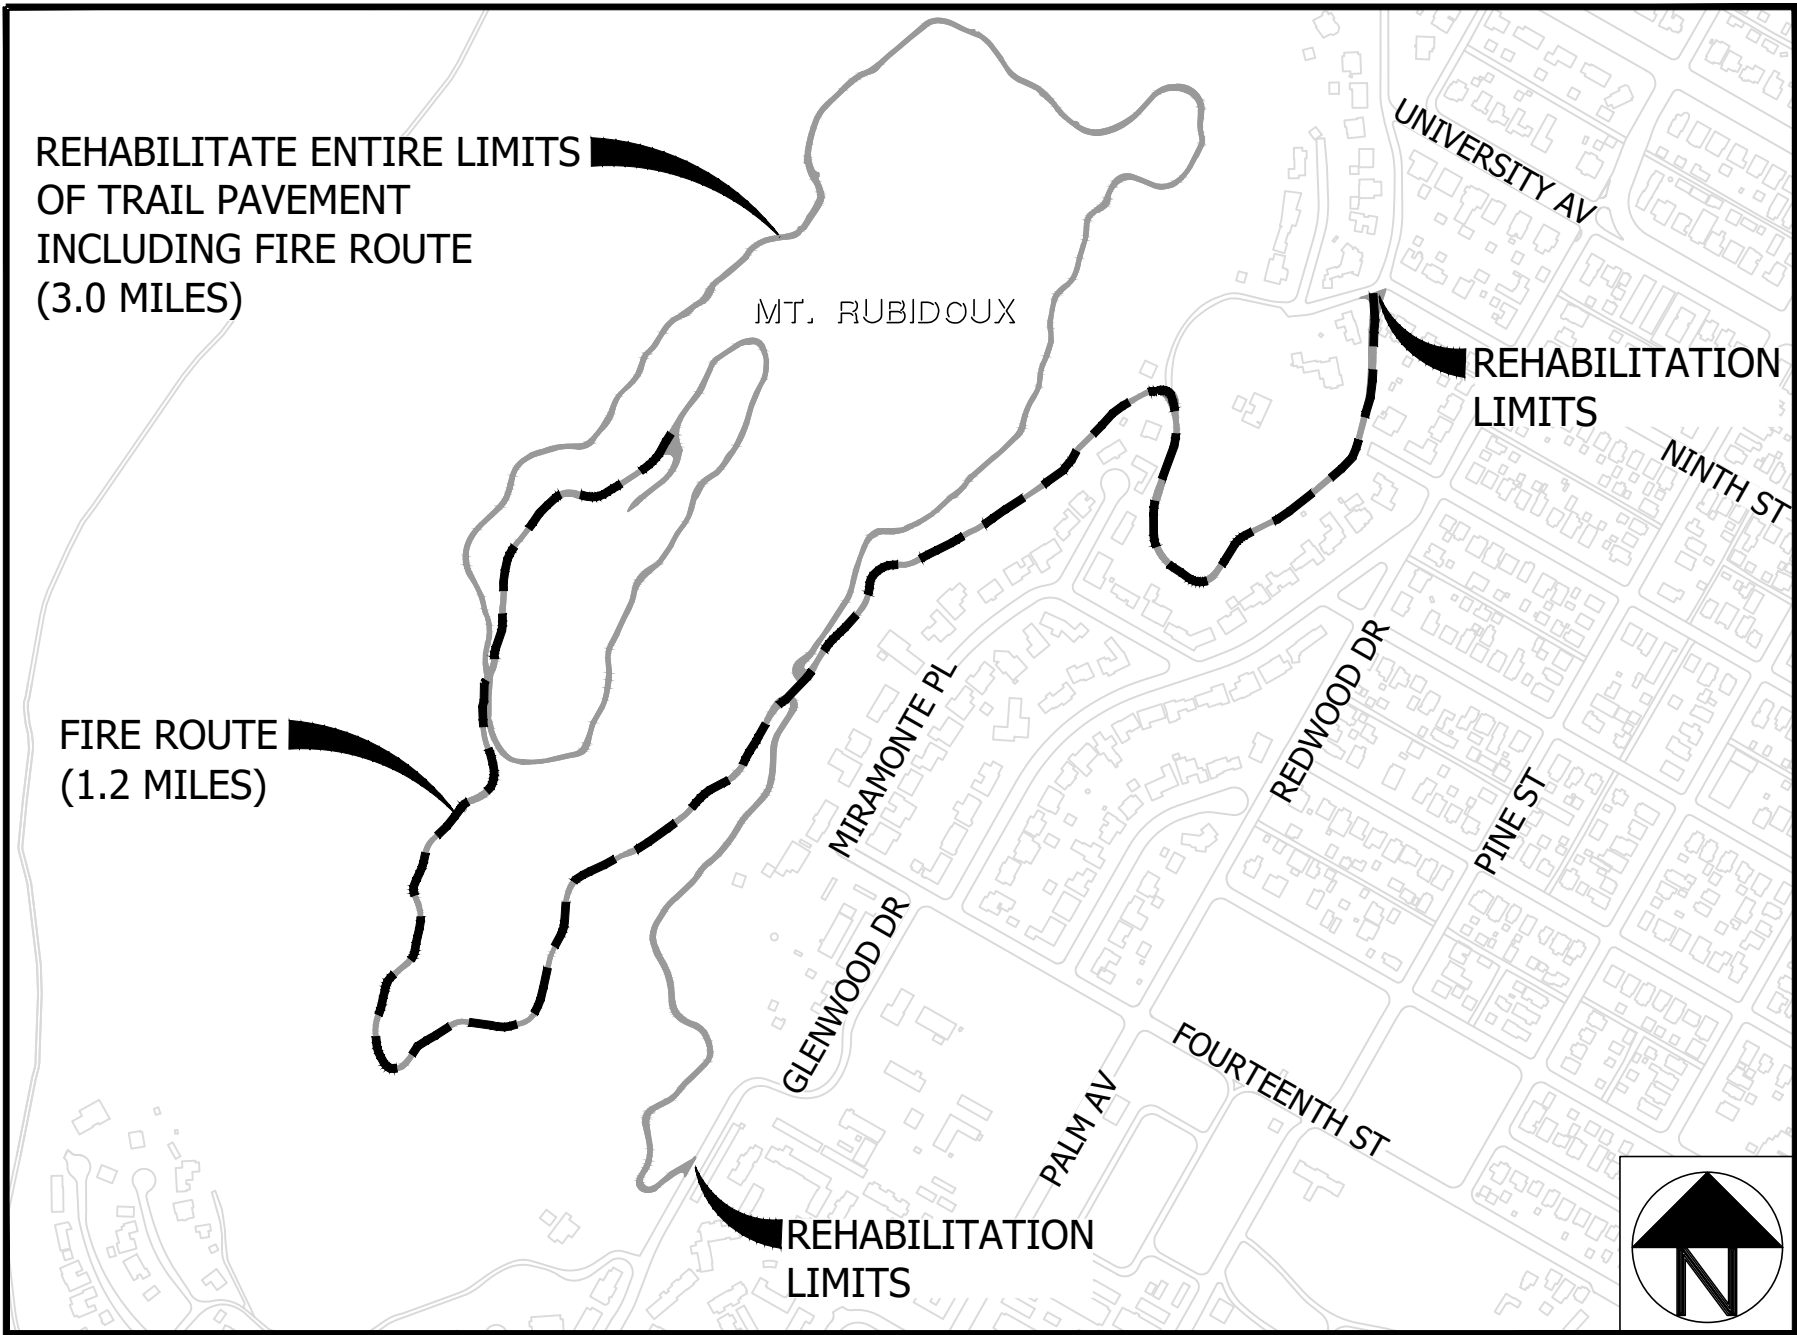 REHABILITATE ENTIRE LIMITS
OF TRAIL PAVEMENT
INCLUDING FIRE ROUTE
(3.0 MILES)
UNIVERSITY AV
MT. RUBIDOUX
REHABILITATION
LIMITS
NINTH ST
FIRE ROUTE
(1.2 MILES)
MIRAMONTE PL
REDWOOD DR
PINE ST
GLENWOOD DR
FOURTEENTH ST
PALM AV
REHABILITATION
LIMITS
N